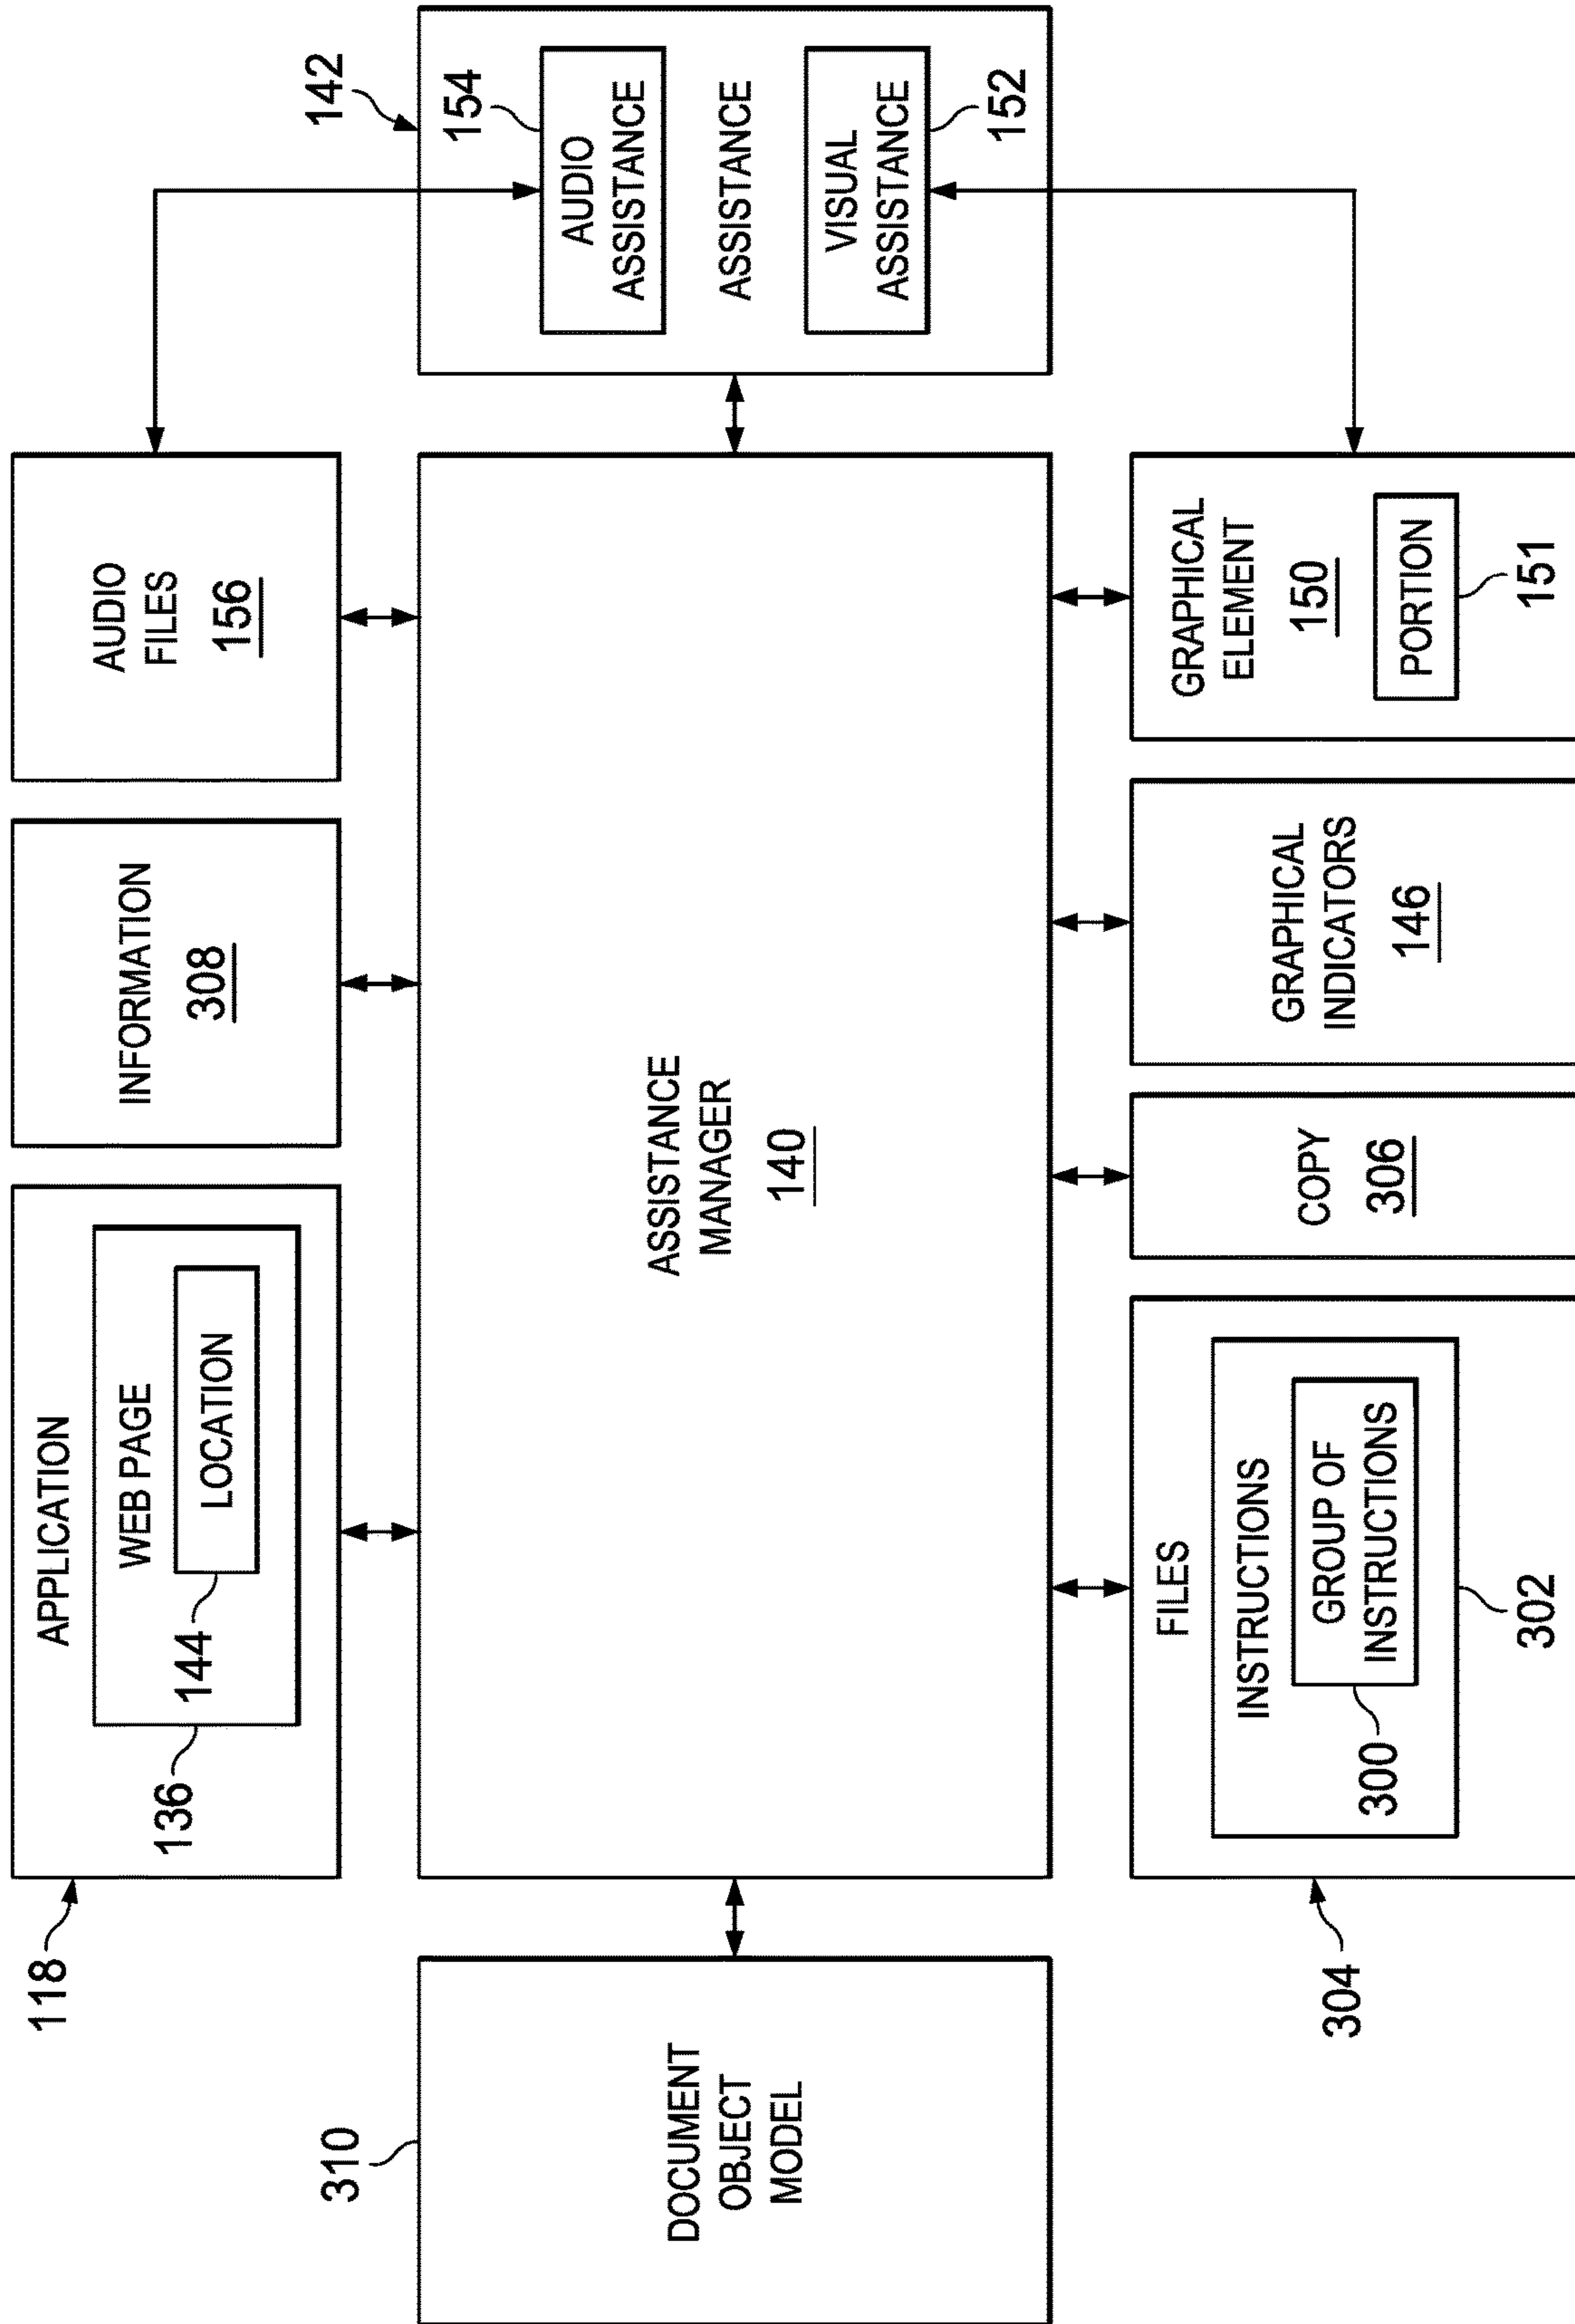 118
APPLICATION
136
WEB PAGE
144
LOCATION
INFORMATION
308
AUDIO
FILES
156
310
DOCUMENT
OBJECT
MODEL
ASSISTANCE
MANAGER
140
142
154
AUDIO
ASSISTANCE
ASSISTANCE
VISUAL
ASSISTANCE
152
304
FILES
INSTRUCTIONS
GROUP OF
INSTRUCTIONS
300
302
COPY
306
GRAPHICAL
INDICATORS
146
GRAPHICAL
ELEMENT
150
PORTION
151